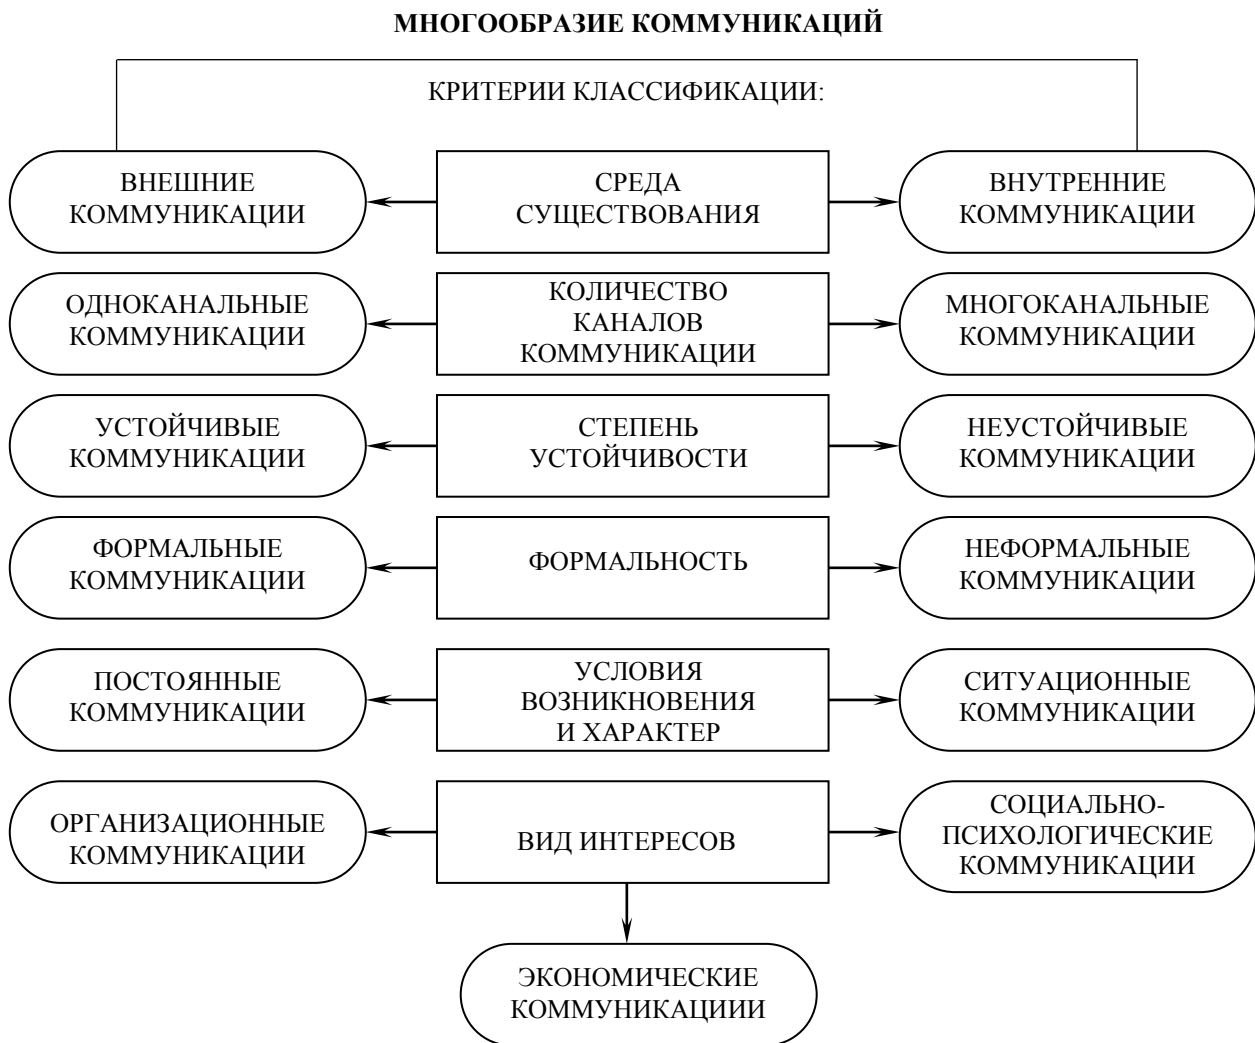 МНОГООБРАЗИЕ КОММУНИКАЦИЙ
КРИТЕРИИ КЛАССИФИКАЦИИ:
ВНЕШНИЕ
КОММУНИКАЦИИ
СРЕДА
СУЩЕСТВОВАНИЯ
ВНУТРЕННИЕ
КОММУНИКАЦИИ
ОДНОКАНАЛЬНЫЕ
КОММУНИКАЦИИ
КОЛИЧЕСТВО
КАНАЛОВ
КОММУНИКАЦИИ
МНОГОКАНАЛЬНЫЕ
КОММУНИКАЦИИ
УСТОЙЧИВЫЕ
КОММУНИКАЦИИ
СТЕПЕНЬ
УСТОЙЧИВОСТИ
НЕУСТОЙЧИВЫЕ
КОММУНИКАЦИИ
ФОРМАЛЬНЫЕ
КОММУНИКАЦИИ
ФОРМАЛЬНОСТЬ
НЕФОРМАЛЬНЫЕ
КОММУНИКАЦИИ
ПОСТОЯННЫЕ
КОММУНИКАЦИИ
УСЛОВИЯ
ВОЗНИКНОВЕНИЯ
И ХАРАКТЕР
СИТУАЦИОННЫЕ
КОММУНИКАЦИИ
ОРГАНИЗАЦИОННЫЕ
КОММУНИКАЦИИ
ВИД ИНТЕРЕСОВ
СОЦИАЛЬНО-
ПСИХОЛОГИЧЕСКИЕ
КОММУНИКАЦИИ
ЭКОНОМИЧЕСКИЕ
КОММУНИКАЦИИИ